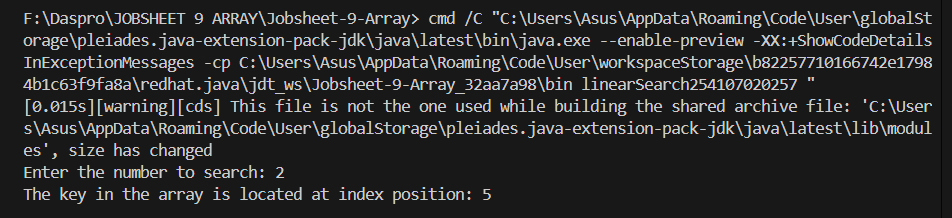 F:\Daspro\JOBSHEET 9 ARRAY\Jobsheet-9-Array> cmd /C "C:\Users\Asus\AppData\Roaming\Code\User\globalSt
orage\pleiades.java-extension-pack-jdk\java\latest\bin\java.exe --enable-preview -XX:+ShowCodeDetails
InExceptionMessages -cp C:\Users\Asus\AppData\Roaming\Code\User\workspaceStorage\b82257710166742e1798
4b1c63f9fa8a\redhat.java\jdt_ws\Jobsheet-9-Array_32aa7a98\bin linearSearch254107020257 "
[0.015s][warning][cds] This file is not the one used while building the shared archive file: 'C:\User
s\Asus\AppData\Roaming\Code\User\globalStorage\pleiades.java-extension-pack-jdk\java\latest\lib\modul
es', size has changed
Enter the number to search: 2
The key in the array is located at index position: 5